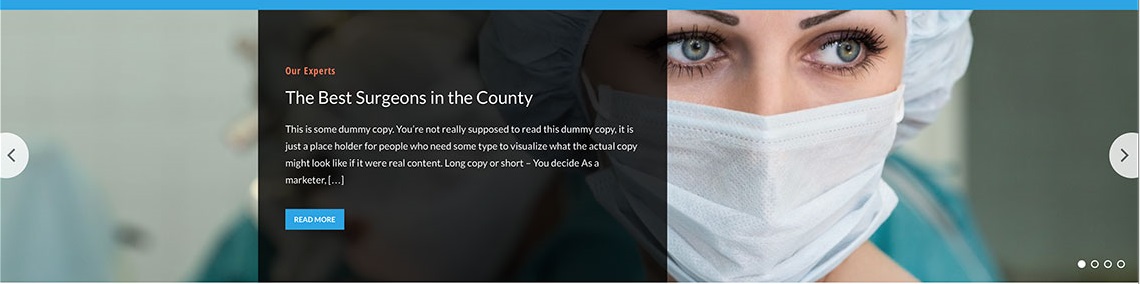 Our Experts
The Best Surgeons in the County
This is some dummy copy. You’re not really supposed to read this dummy copy, it is
just a place holder for people who need some type to visualize what the actual copy
might look like if it were real content. Long copy or short – You decide As a
marketer, […]
READ MORE